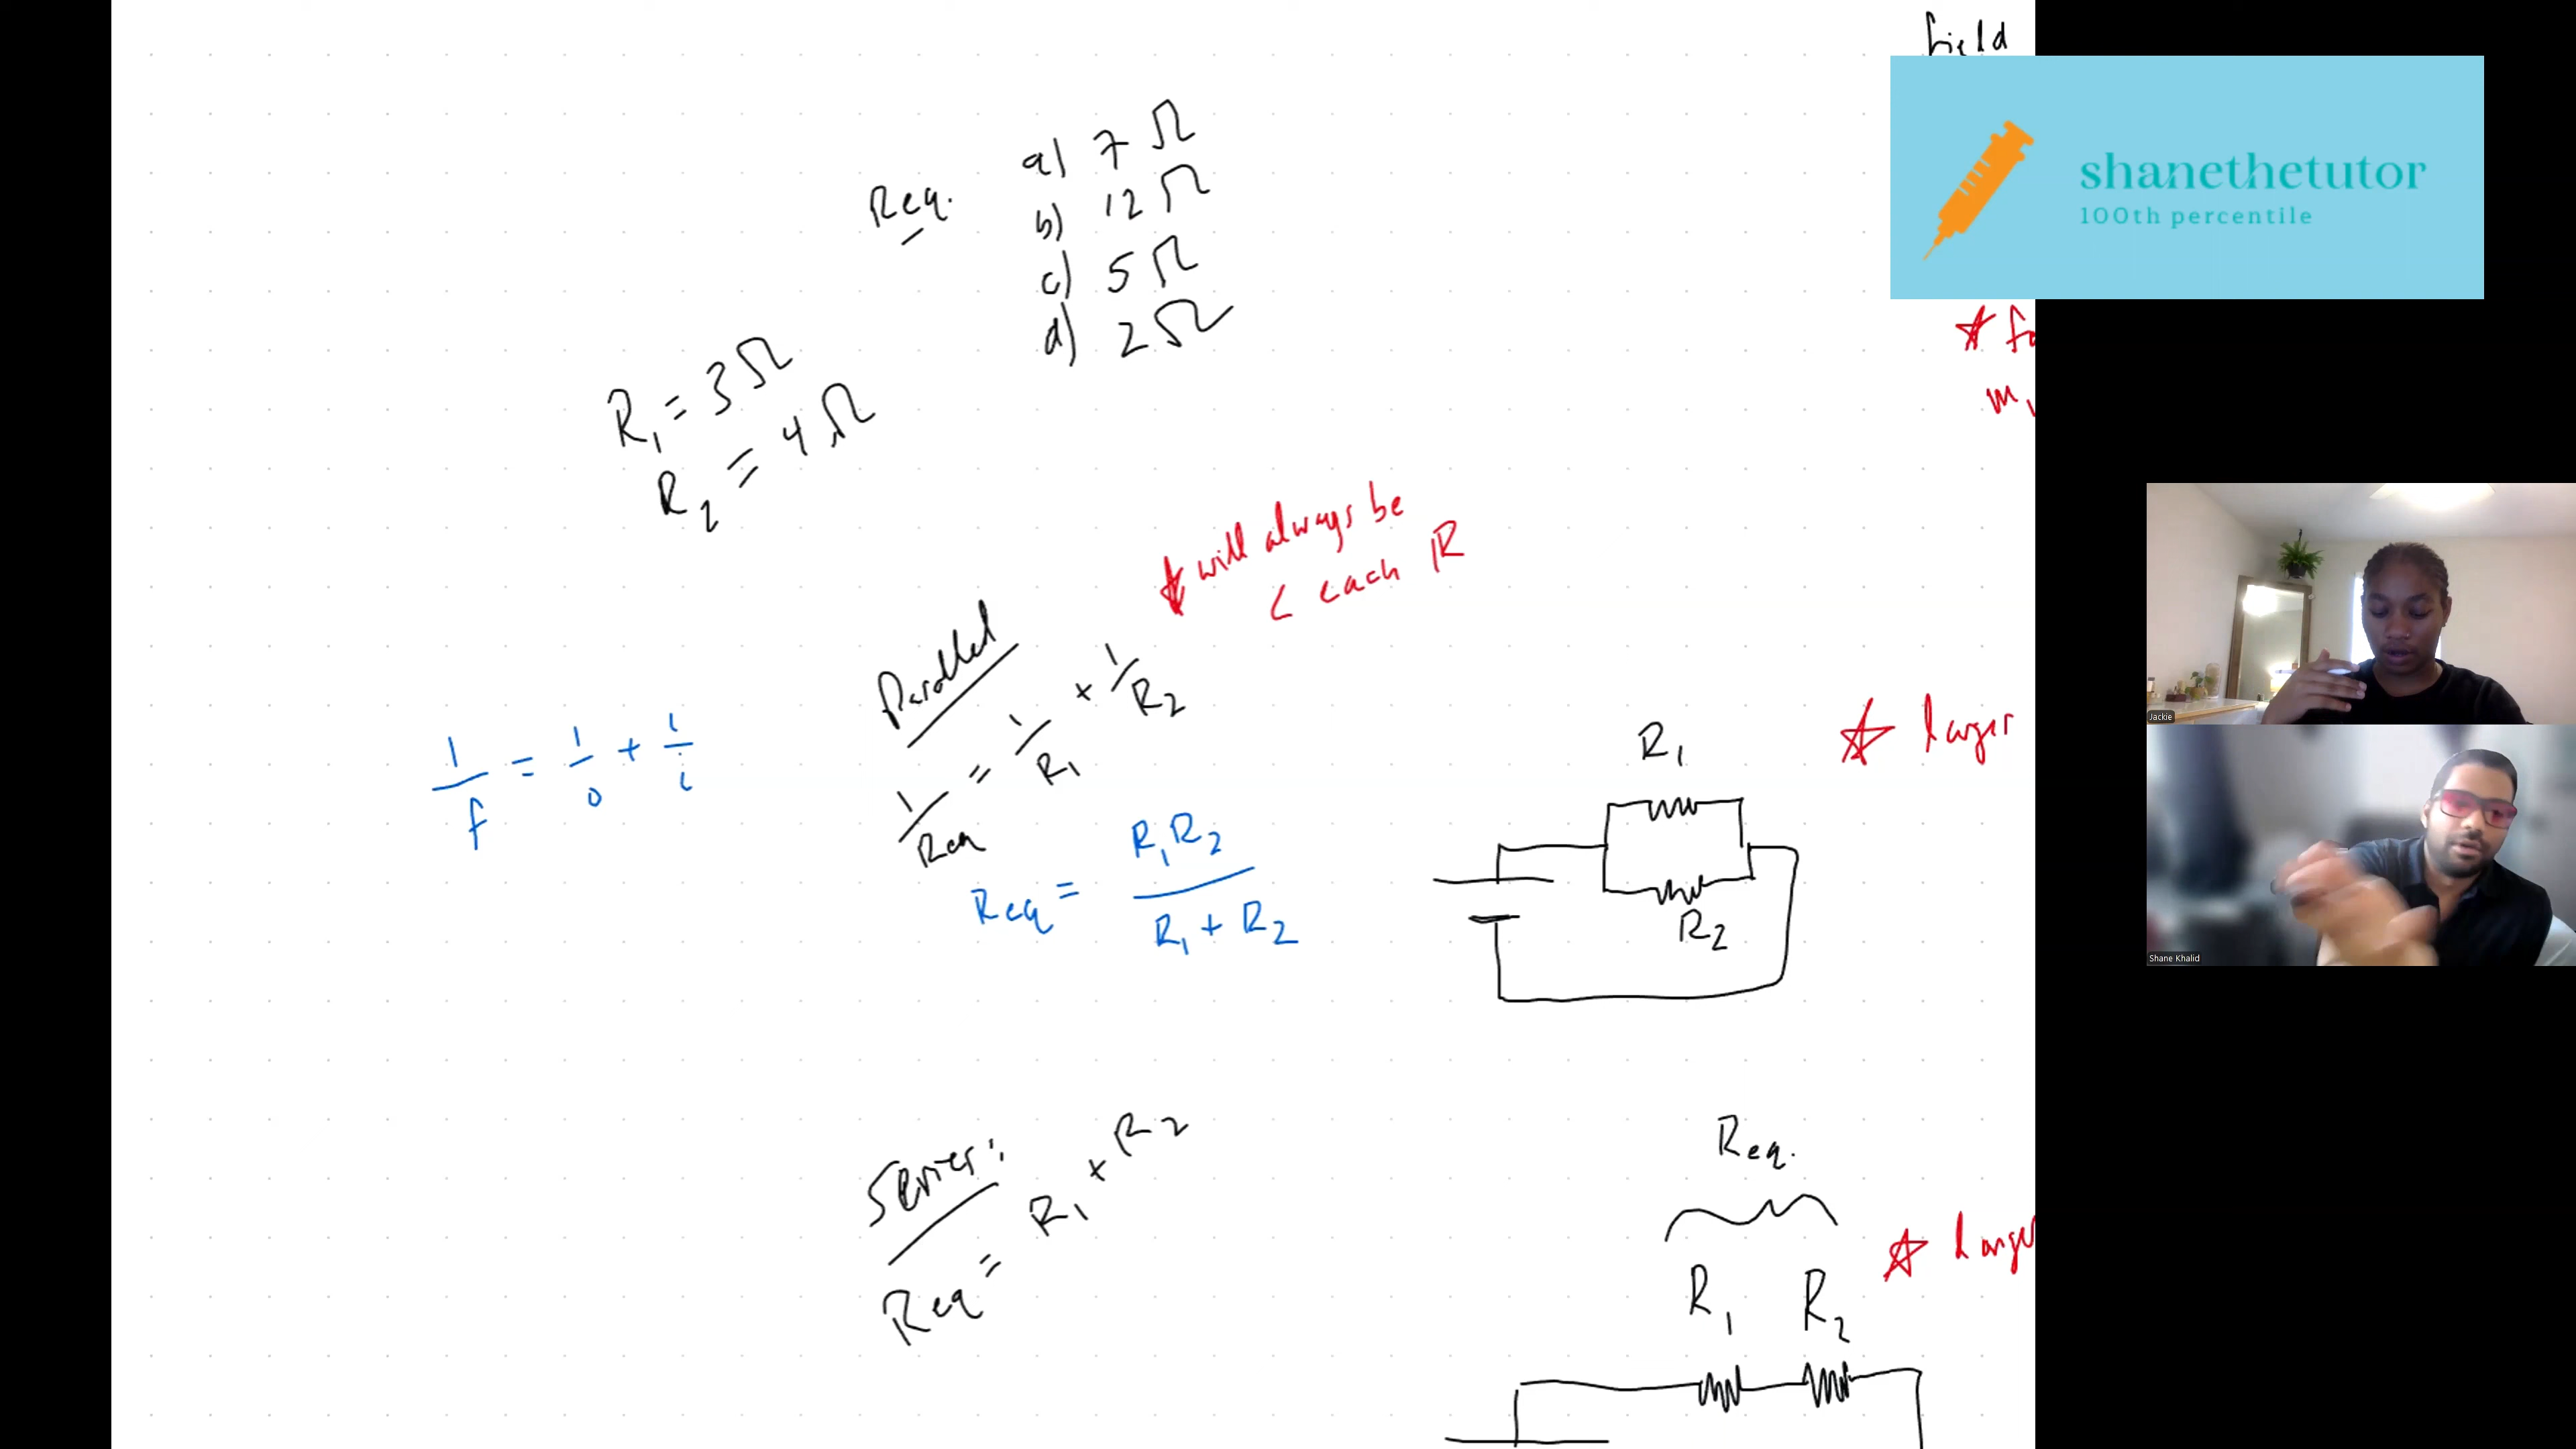 field
shanethetutor
100th percentile
Req.
a) 7 Ω
b) 12 Ω
c) 5 Ω
d) 2 Ω
R1 = 3 Ω
R2 = 4 Ω
★ fo
m
★ will always be
< each R
Parallel
1/Req = 1/R1 + 1/R2
1/f = 1/o + 1/i
Req = R1R2 / R1 + R2
R1
R2
★ larger
Jackie
Shane Khalid
Series:
Req = R1 + R2
Req.
R1 R2
★ large